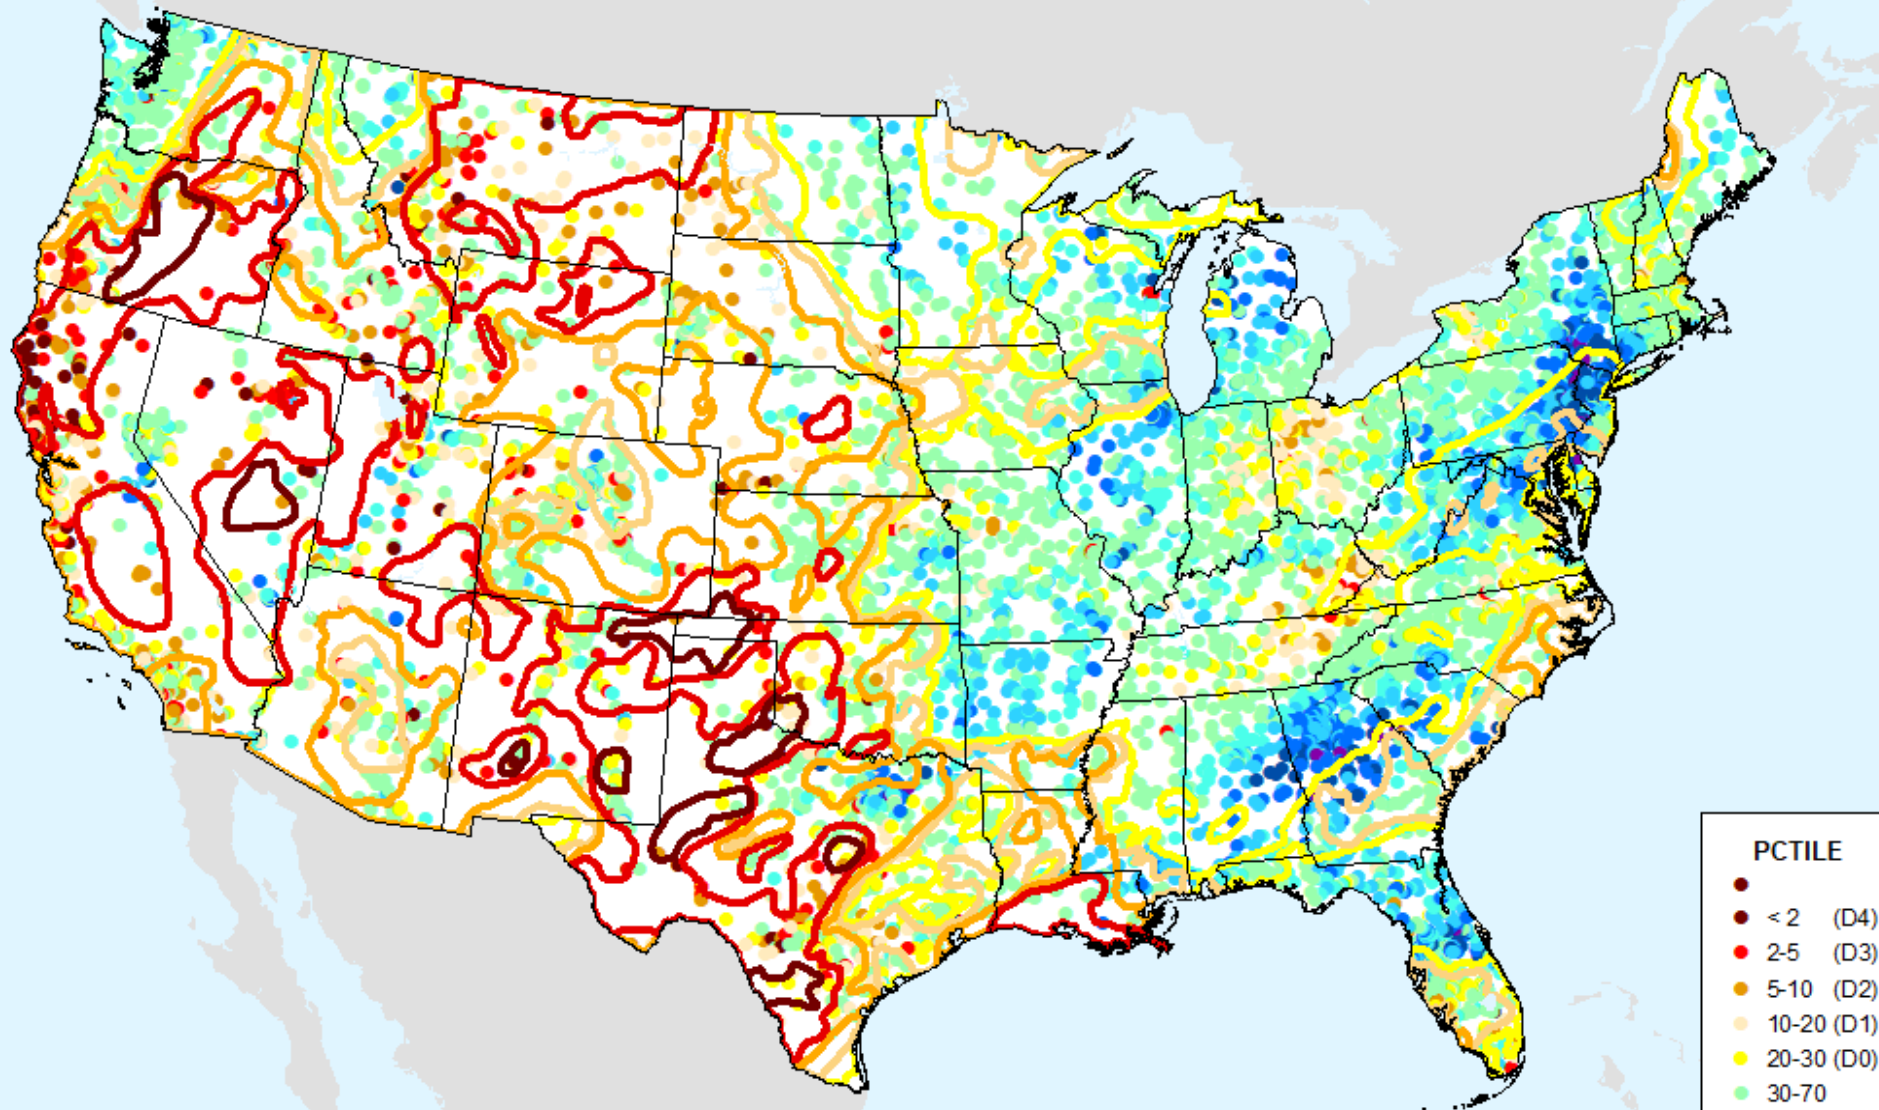 PCTILE
< 2 (D4)
2-5 (D3)
5-10 (D2)
10-20 (D1)
20-30 (D0)
30-70